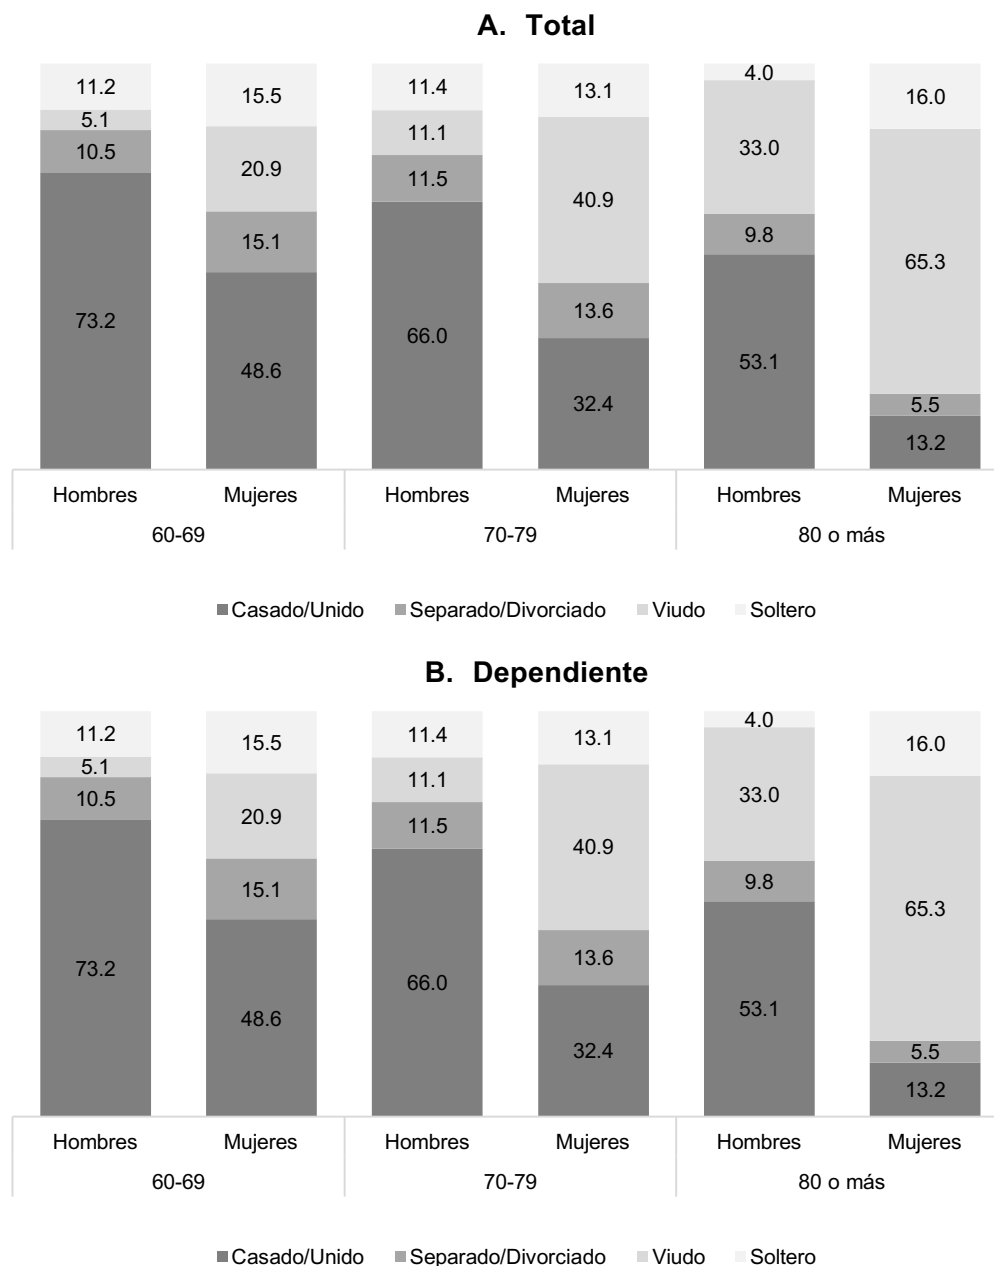 A. Total
11.2 15.5 11.4 13.1 4.0 16.0
5.1 20.9 11.1 40.9 33.0 65.3
10.5 15.1 11.5 13.6 9.8 5.5
73.2 48.6 66.0 32.4 53.1 13.2
Hombres Mujeres Hombres Mujeres Hombres Mujeres
60-69 70-79 80 o más
Casado/Unido Separado/Divorciado Viudo Soltero
B. Dependiente
11.2 15.5 11.4 13.1 4.0 16.0
5.1 20.9 11.1 40.9 33.0 65.3
10.5 15.1 11.5 13.6 9.8 5.5
73.2 48.6 66.0 32.4 53.1 13.2
Hombres Mujeres Hombres Mujeres Hombres Mujeres
60-69 70-79 80 o más
Casado/Unido Separado/Divorciado Viudo Soltero